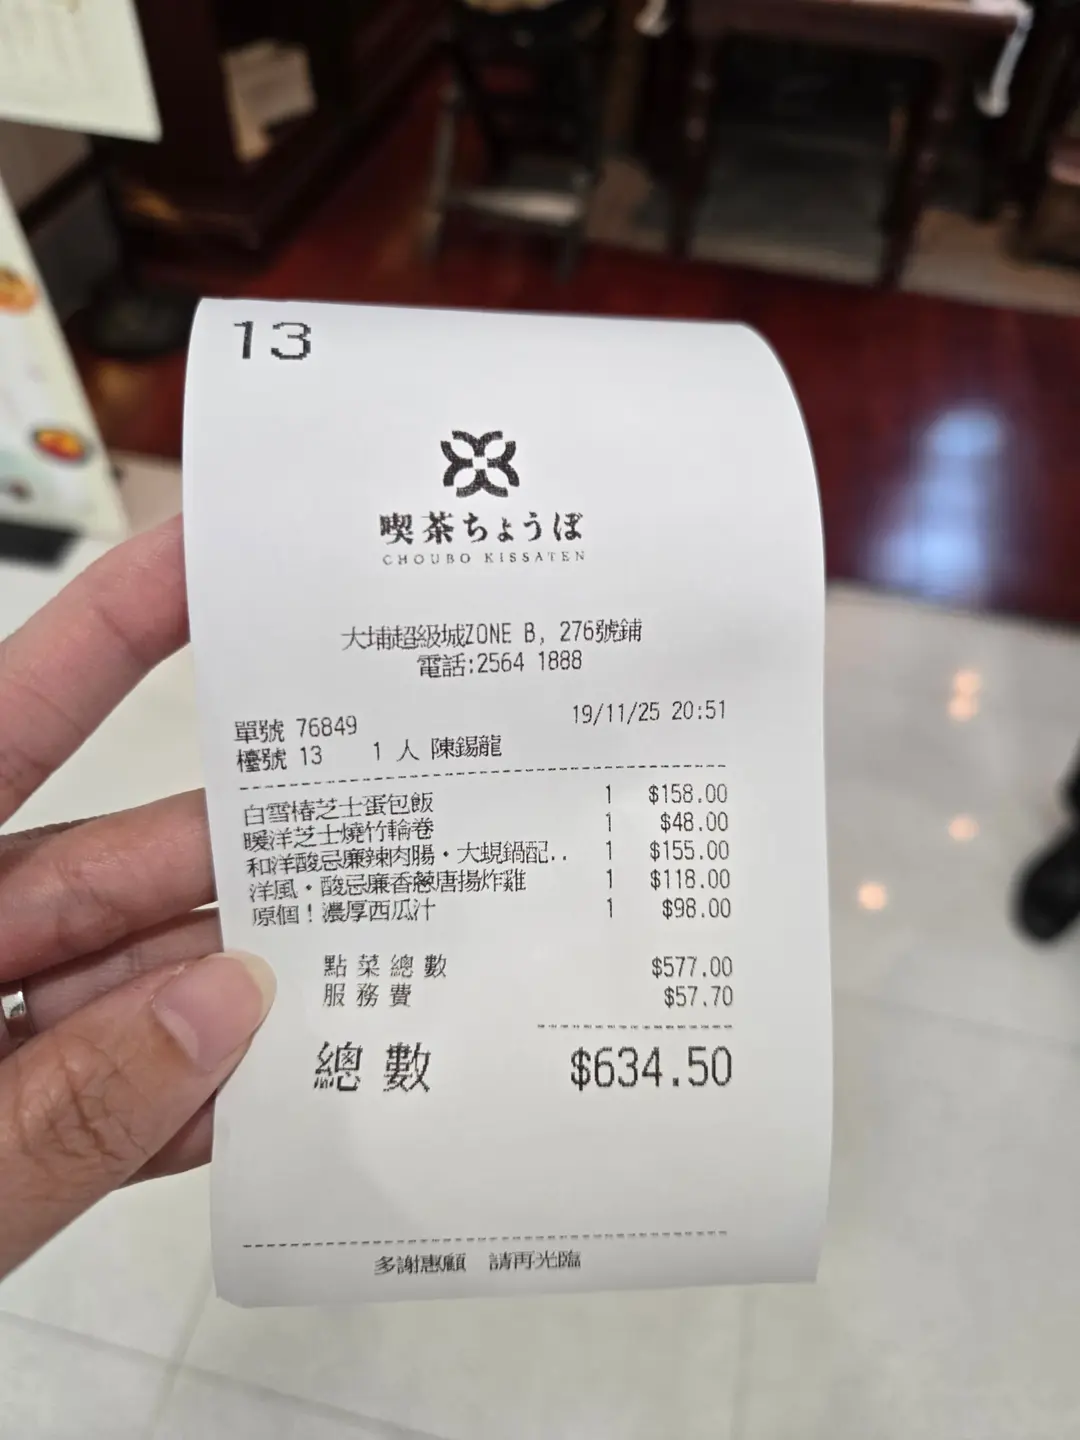 13
喫茶ちょうぼ
CHOUBO KISSATEN
大埔超級城ZONE B, 276號鋪
電話:2564 1888
單號 76849 19/11/25 20:51
檯號 13 1 人 陳錫龍
白雪椿芝士蛋包飯 1 $158.00
暖洋芝士燒竹輪卷 1 $48.00
和洋酸忌廉辣肉腸・大蜆鍋配.. 1 $155.00
洋風・酸忌廉香蔥唐揚炸雞 1 $118.00
原個！濃厚西瓜汁 1 $98.00
點菜總數 $577.00
服務費 $57.70
總數 $634.50
多謝惠顧 請再光臨